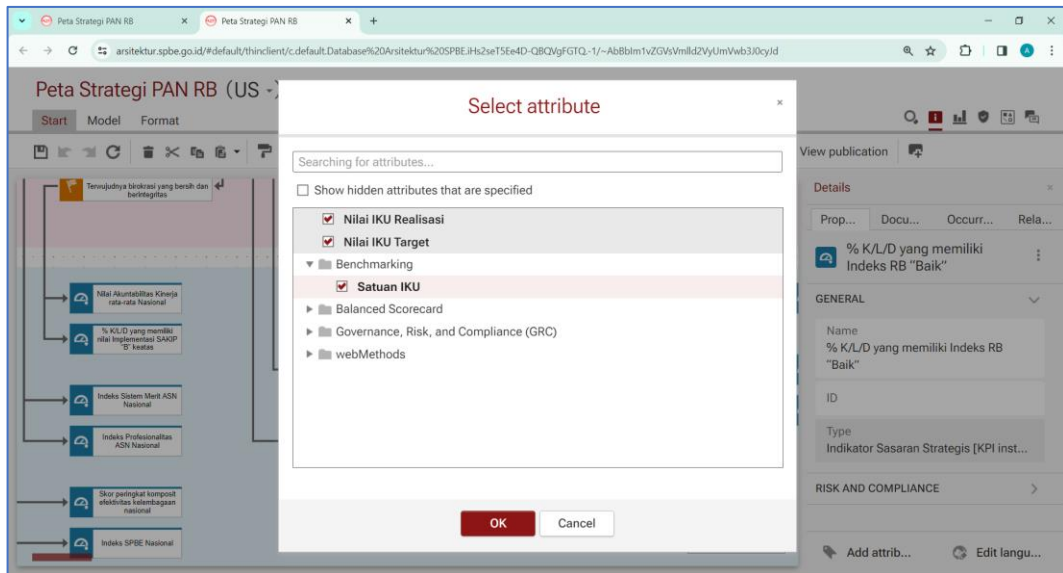 Peta Strategi PAN RB
Peta Strategi PAN RB
arsitektur.spbe.go.id/#default/thinclient/c.default.Database%20Arsitektur%20SPBE.iHs2seT5Ee4D-QBQVgFGTQ.-1/~AbBbIm1vZGVsVmlld2VyUmVwb3J0cyJd
Peta Strategi PAN RB (US -
Start Model Format
View publication
Terwujudnya birokrasi yang bersih dan
berintegritas
Nilai Akuntabilitas Kinerja
rata-rata Nasional
% K/L/D yang memiliki
nilai Implementasi SAKIP
"B" keatas
Indeks Sistem Merit ASN
Nasional
Indeks Profesionalitas
ASN Nasional
Skor peringkat komposit
efektivitas kelembagaan
nasional
Indeks SPBE Nasional
Select attribute
Searching for attributes...
Show hidden attributes that are specified
Nilai IKU Realisasi
Nilai IKU Target
Benchmarking
Satuan IKU
Balanced Scorecard
Governance, Risk, and Compliance (GRC)
webMethods
OK Cancel
Details
Prop... Docu... Occurr... Rela...
% K/L/D yang memiliki
Indeks RB "Baik"
GENERAL
Name
% K/L/D yang memiliki Indeks RB
"Baik"
ID
Type
Indikator Sasaran Strategis [KPI inst...
RISK AND COMPLIANCE
Add attrib... Edit langu...